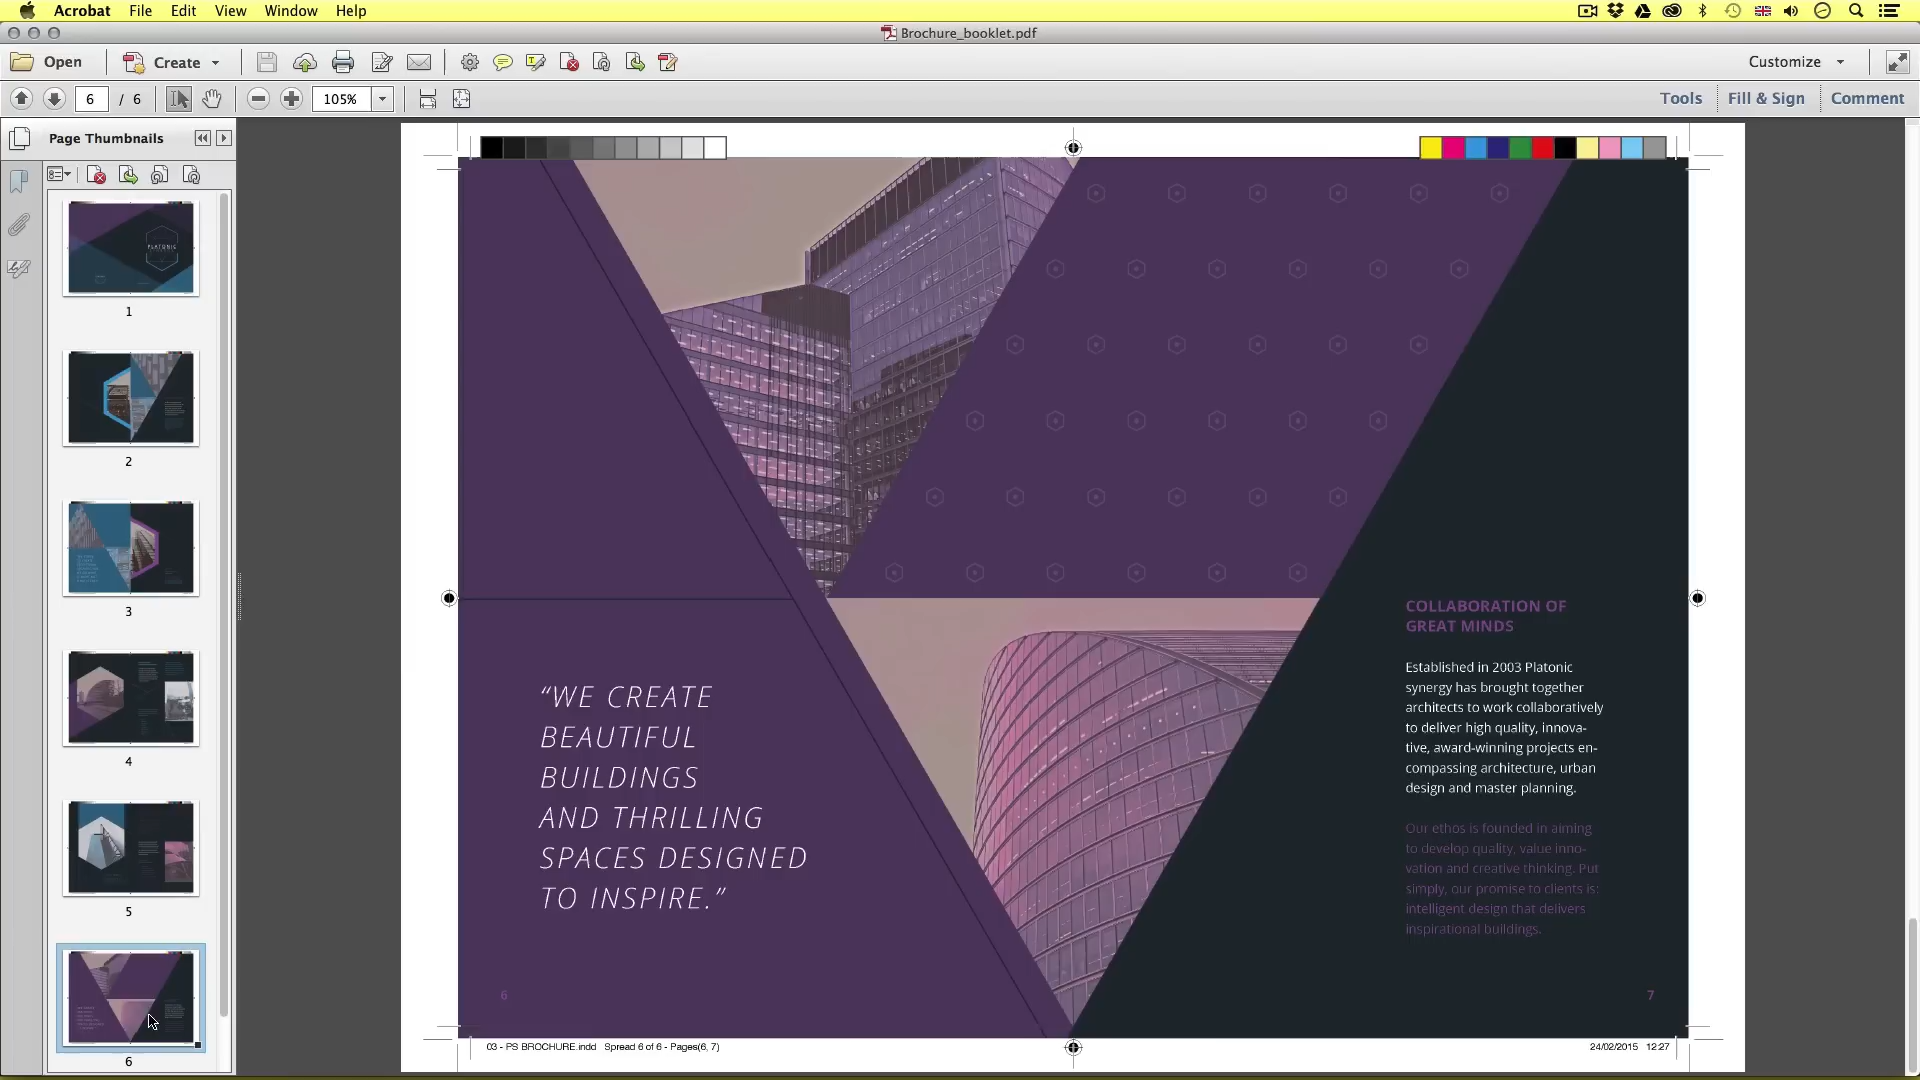 Acrobat File Edit View Window Help
Brochure_booklet.pdf
Open Create Customize
6 / 6 105% Tools Fill & Sign Comment
Page Thumbnails
PLATONIC
1
2
3
4
5
6
“WE CREATE
BEAUTIFUL
BUILDINGS
AND THRILLING
SPACES DESIGNED
TO INSPIRE.”
6
COLLABORATION OF
GREAT MINDS
Established in 2003 Platonic
synergy has brought together
architects to work collaboratively
to deliver high quality, innova-
tive, award-winning projects en-
compassing architecture, urban
design and master planning.
Our ethos is founded in aiming
to develop quality, value inno-
vation and creative thinking. Put
simply, our promise to clients is:
intelligent design that delivers
inspirational buildings.
7
03 - PS BROCHURE.indd Spread 6 of 6 - Pages(6, 7) 24/02/2015 12:27